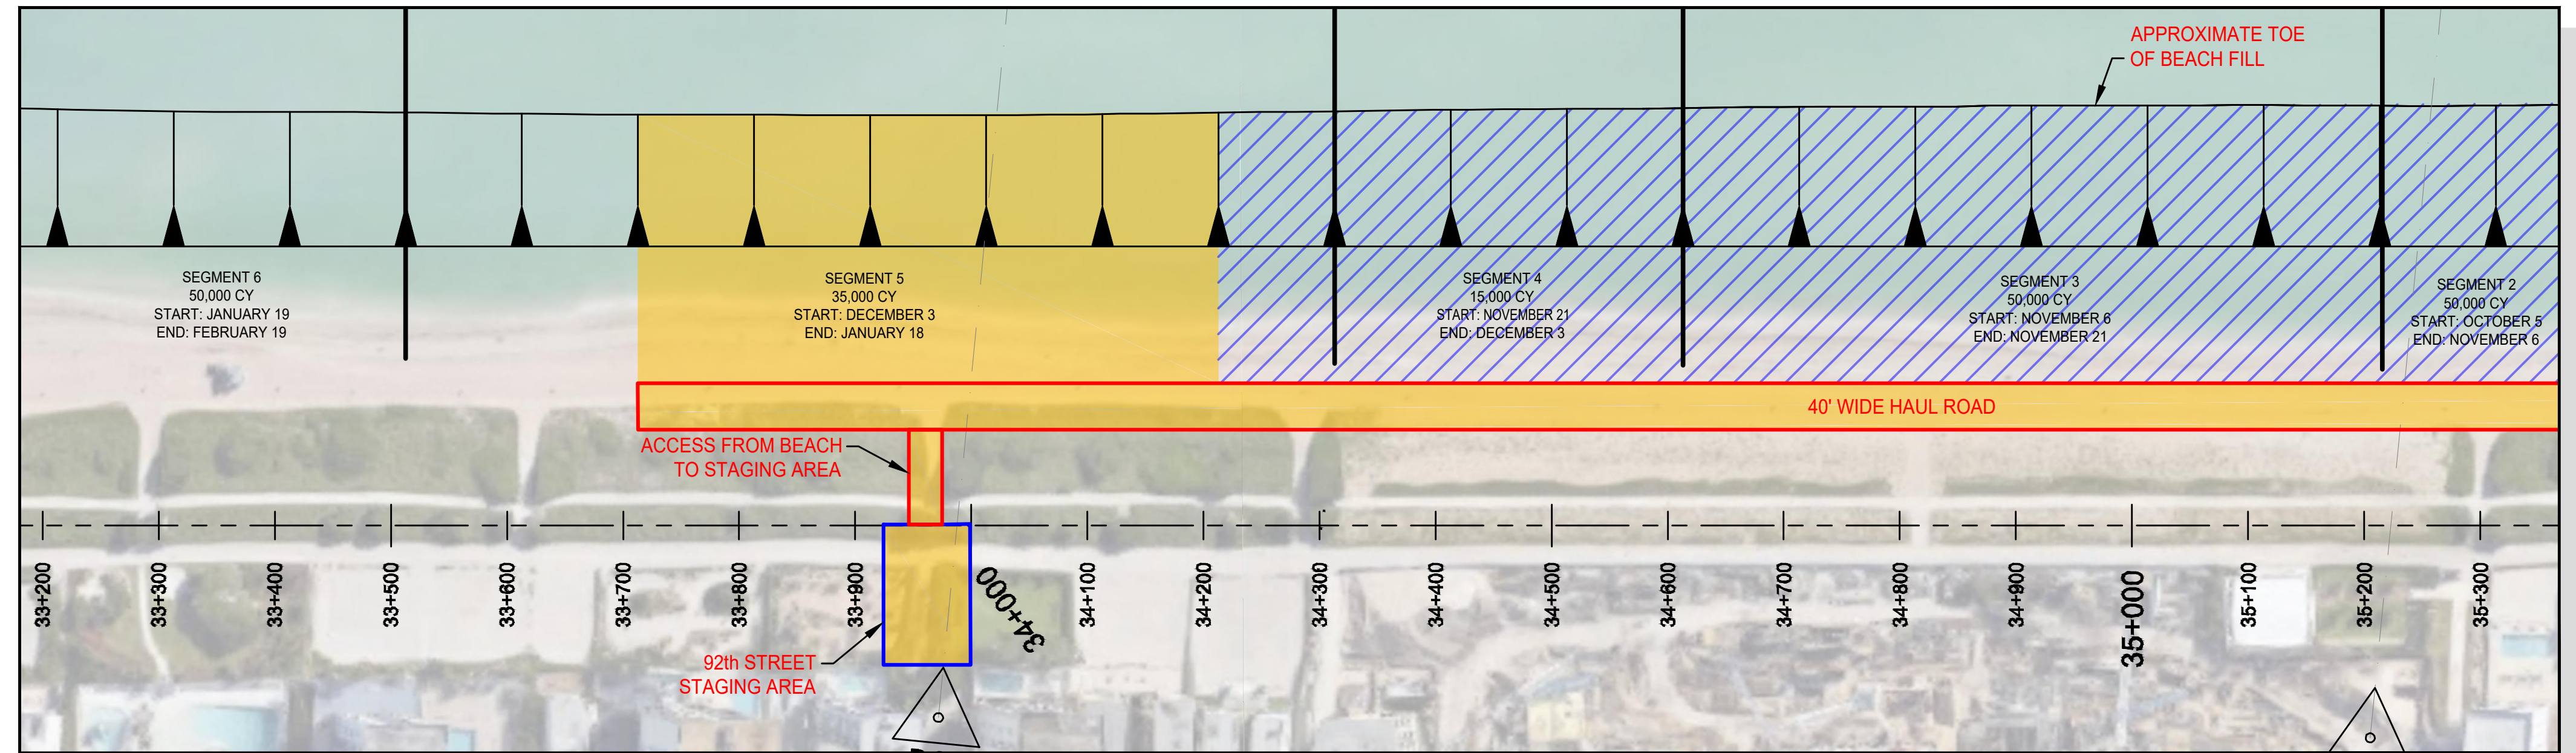 APPROXIMATE TOE
OF BEACH FILL
SEGMENT 6
50,000 CY
START: JANUARY 19
END: FEBRUARY 19
SEGMENT 5
35,000 CY
START: DECEMBER 3
END: JANUARY 18
SEGMENT 4
15,000 CY
START: NOVEMBER 21
END: DECEMBER 3
SEGMENT 3
50,000 CY
START: NOVEMBER 6
END: NOVEMBER 21
SEGMENT 2
50,000 CY
START: OCTOBER 5
END: NOVEMBER 6
40' WIDE HAUL ROAD
ACCESS FROM BEACH
TO STAGING AREA
33+200
33+300
33+400
33+500
33+600
33+700
33+800
33+900
34+000
34+100
34+200
34+300
34+400
34+500
34+600
34+700
34+800
34+900
35+000
35+100
35+200
35+300
92th STREET
STAGING AREA